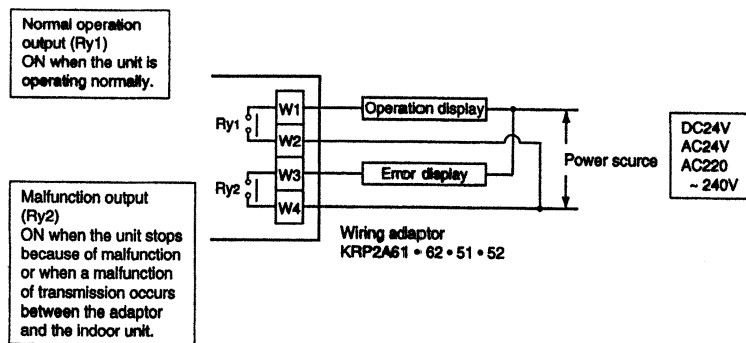 Normal operation
output (Ry1)
ON when the unit is
operating normally.
Ry1
W1
W2
Ry2
W3
W4
Operation display
Error display
Power scurce
DC24V
AC24V
AC220
~ 240V
Malfunction output
(Ry2)
ON when the unit stops
because of malfunction
or when a malfunction
of transmission occurs
between the adaptor
and the indoor unit.
Wiring adaptor
KRP2A61 • 62 • 51 • 52